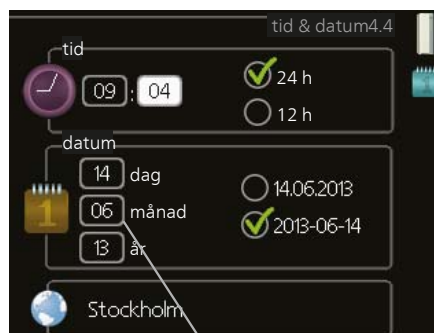 tid & datum4.4
tid
09 : 04
24 h
12 h
datum
14 dag
06 månad
13 år
14.06.2013
2013-06-14
1
Stockholm